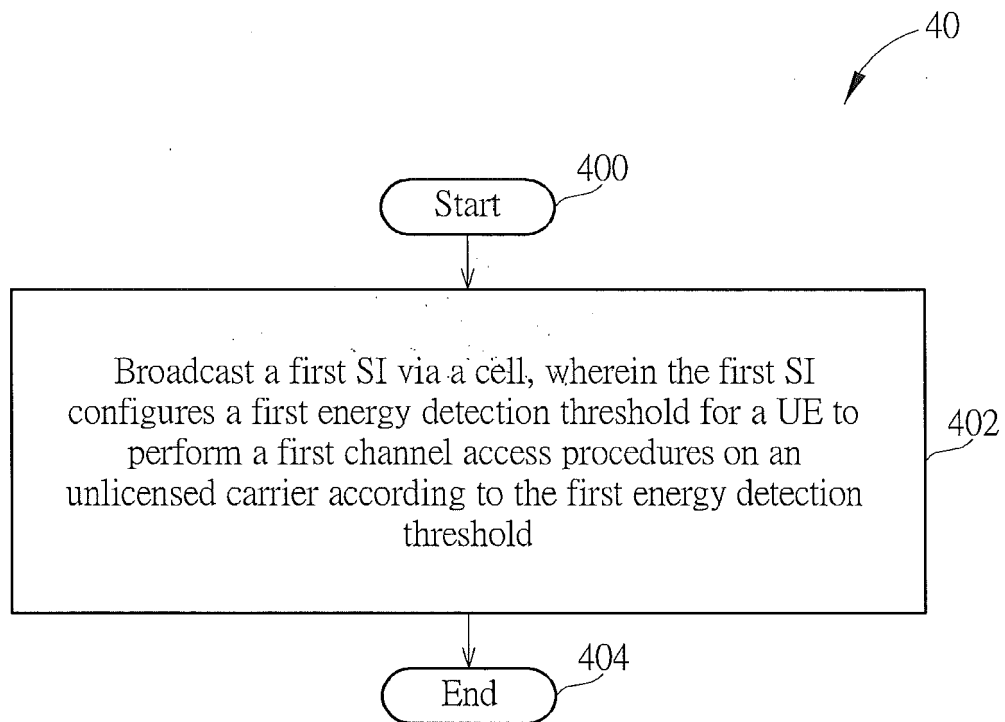 40
400
Start
Broadcast a first SI via a cell, wherein the first SI
configures a first energy detection threshold for a UE to
perform a first channel access procedures on an
unlicensed carrier according to the first energy detection
threshold
402
404
End